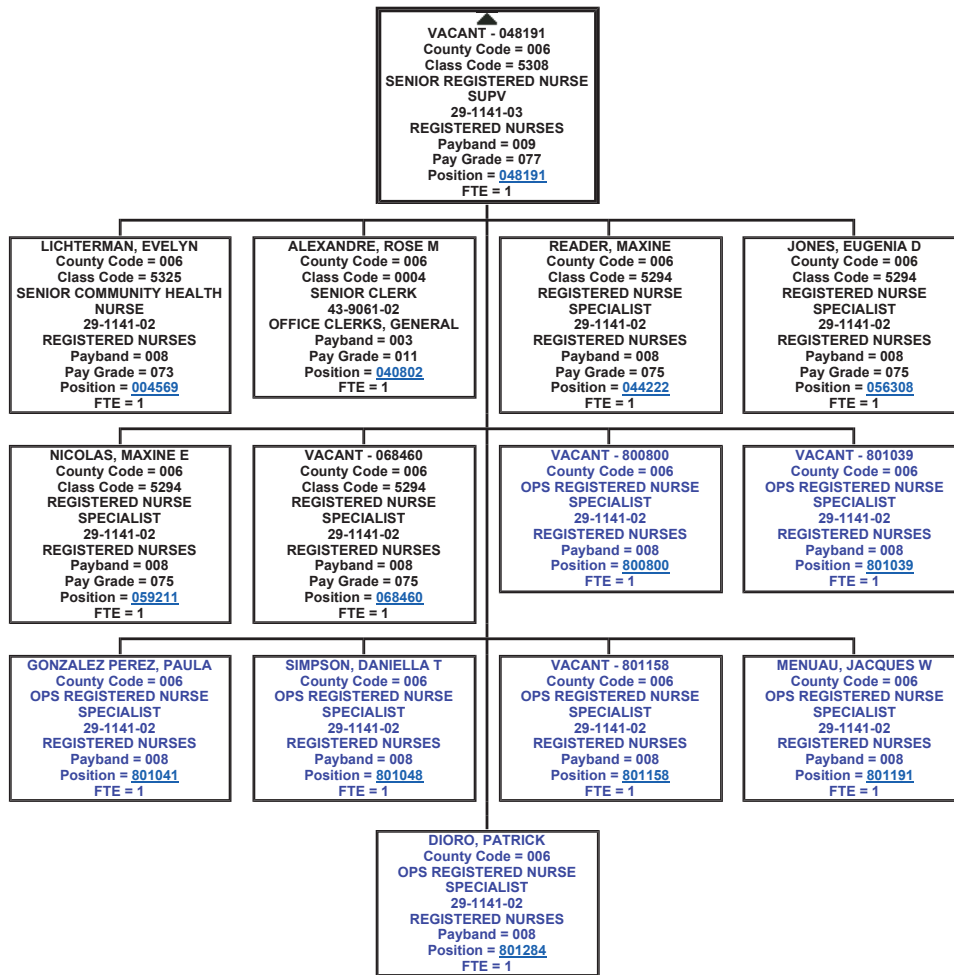 VACANT - 048191
County Code = 006
Class Code = 5308
SENIOR REGISTERED NURSE
SUPV
29-1141-03
REGISTERED NURSES
Payband = 009
Pay Grade = 077
Position = 048191
FTE = 1
LICHTERMAN, EVELYN
County Code = 006
Class Code = 5325
SENIOR COMMUNITY HEALTH
NURSE
29-1141-02
REGISTERED NURSES
Payband = 008
Pay Grade = 073
Position = 004569
FTE = 1
ALEXANDRE, ROSE M
County Code = 006
Class Code = 0004
SENIOR CLERK
43-9061-02
OFFICE CLERKS, GENERAL
Payband = 003
Pay Grade = 011
Position = 040802
FTE = 1
READER, MAXINE
County Code = 006
Class Code = 5294
REGISTERED NURSE
SPECIALIST
29-1141-02
REGISTERED NURSES
Payband = 008
Pay Grade = 075
Position = 044222
FTE = 1
JONES, EUGENIA D
County Code = 006
Class Code = 5294
REGISTERED NURSE
SPECIALIST
29-1141-02
REGISTERED NURSES
Payband = 008
Pay Grade = 075
Position = 056308
FTE = 1
NICOLAS, MAXINE E
County Code = 006
Class Code = 5294
REGISTERED NURSE
SPECIALIST
29-1141-02
REGISTERED NURSES
Payband = 008
Pay Grade = 075
Position = 059211
FTE = 1
VACANT - 068460
County Code = 006
Class Code = 5294
REGISTERED NURSE
SPECIALIST
29-1141-02
REGISTERED NURSES
Payband = 008
Pay Grade = 075
Position = 068460
FTE = 1
VACANT - 800800
County Code = 006
OPS REGISTERED NURSE
SPECIALIST
29-1141-02
REGISTERED NURSES
Payband = 008
Position = 800800
FTE = 1
VACANT - 801039
County Code = 006
OPS REGISTERED NURSE
SPECIALIST
29-1141-02
REGISTERED NURSES
Payband = 008
Position = 801039
FTE = 1
GONZALEZ PEREZ, PAULA
County Code = 006
OPS REGISTERED NURSE
SPECIALIST
29-1141-02
REGISTERED NURSES
Payband = 008
Position = 801041
FTE = 1
SIMPSON, DANIELLA T
County Code = 006
OPS REGISTERED NURSE
SPECIALIST
29-1141-02
REGISTERED NURSES
Payband = 008
Position = 801048
FTE = 1
VACANT - 801158
County Code = 006
OPS REGISTERED NURSE
SPECIALIST
29-1141-02
REGISTERED NURSES
Payband = 008
Position = 801158
FTE = 1
MENUAU, JACQUES W
County Code = 006
OPS REGISTERED NURSE
SPECIALIST
29-1141-02
REGISTERED NURSES
Payband = 008
Position = 801191
FTE = 1
DIORO, PATRICK
County Code = 006
OPS REGISTERED NURSE
SPECIALIST
29-1141-02
REGISTERED NURSES
Payband = 008
Position = 801284
FTE = 1